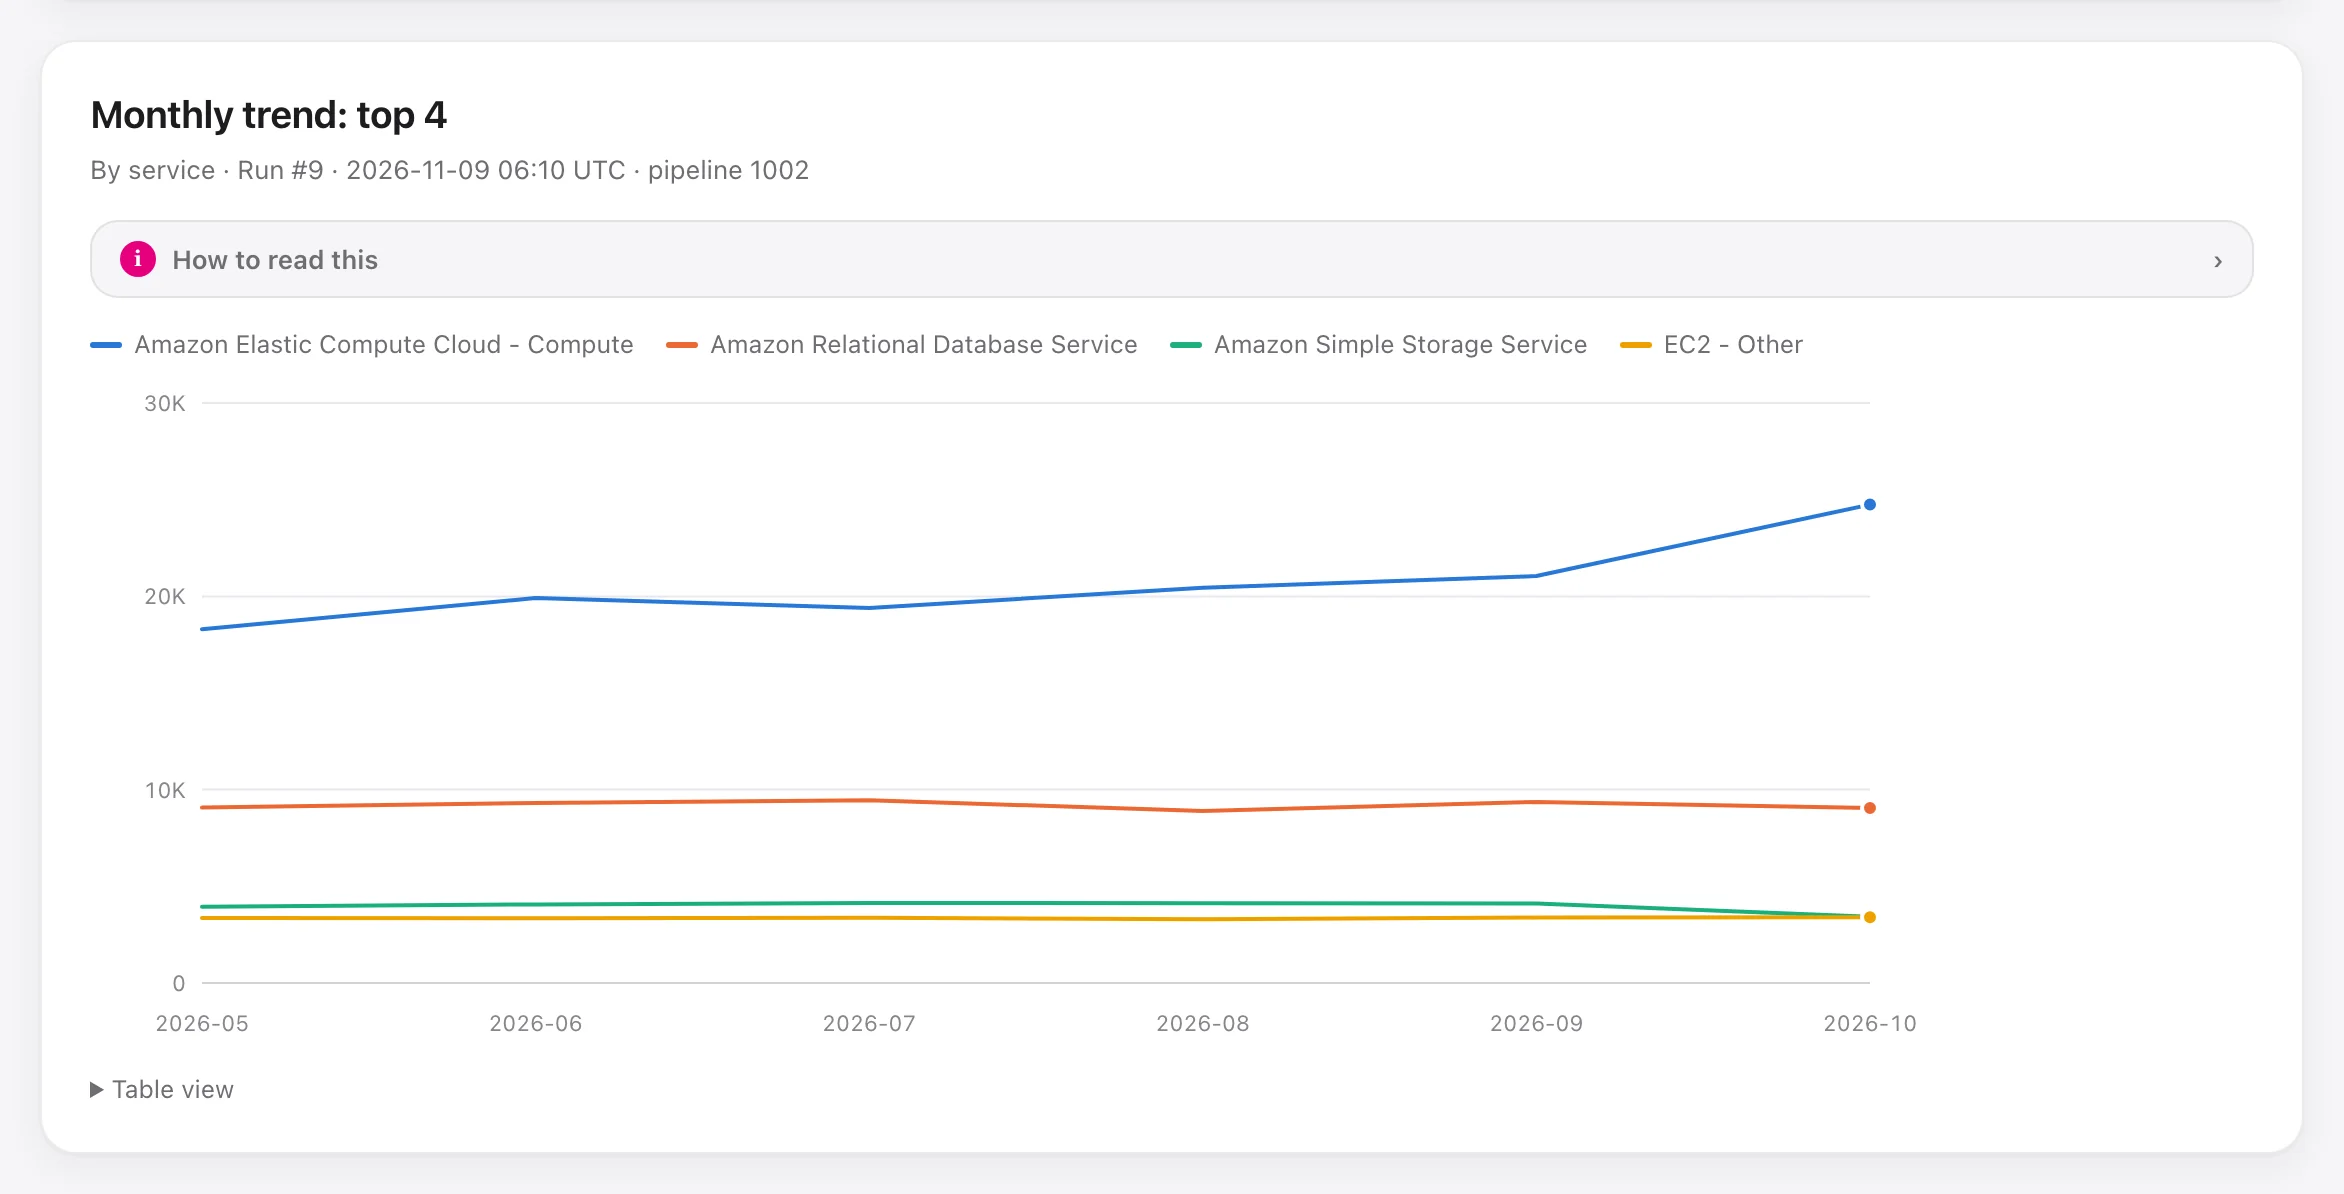 Monthly trend: top 4
By service · Run #9 · 2026-11-09 06:10 UTC · pipeline 1002
i How to read this ›
Amazon Elastic Compute Cloud - Compute Amazon Relational Database Service Amazon Simple Storage Service EC2 - Other
30K
20K
10K
0
2026-05 2026-06 2026-07 2026-08 2026-09 2026-10
▶ Table view